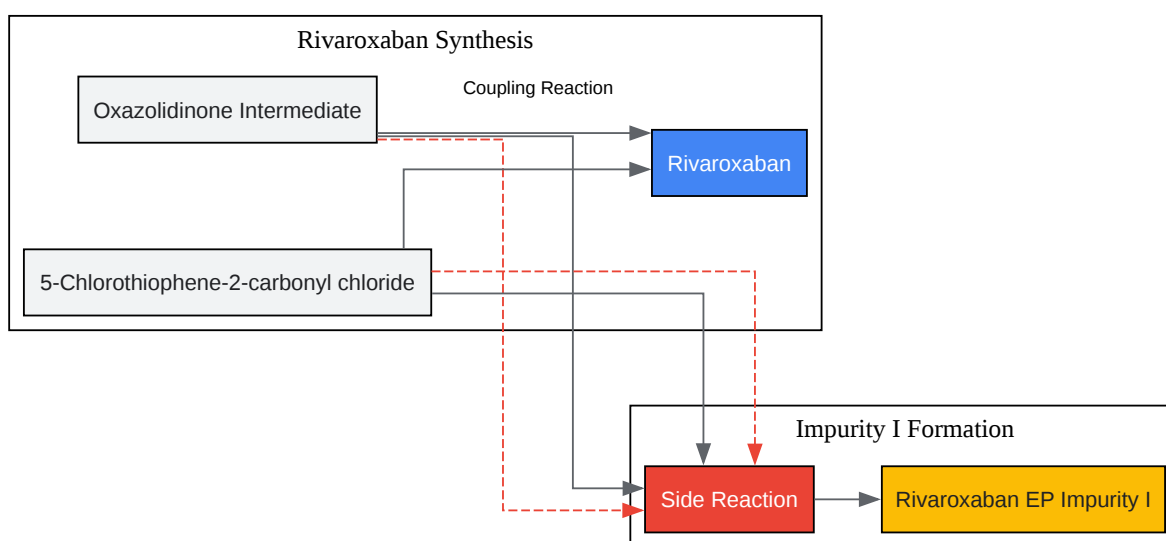 Rivaroxaban Synthesis
Coupling Reaction
Oxazolidinone Intermediate
Rivaroxaban
5-Chlorothiophene-2-carbonyl chloride
Impurity I Formation
Side Reaction
Rivaroxaban EP Impurity I